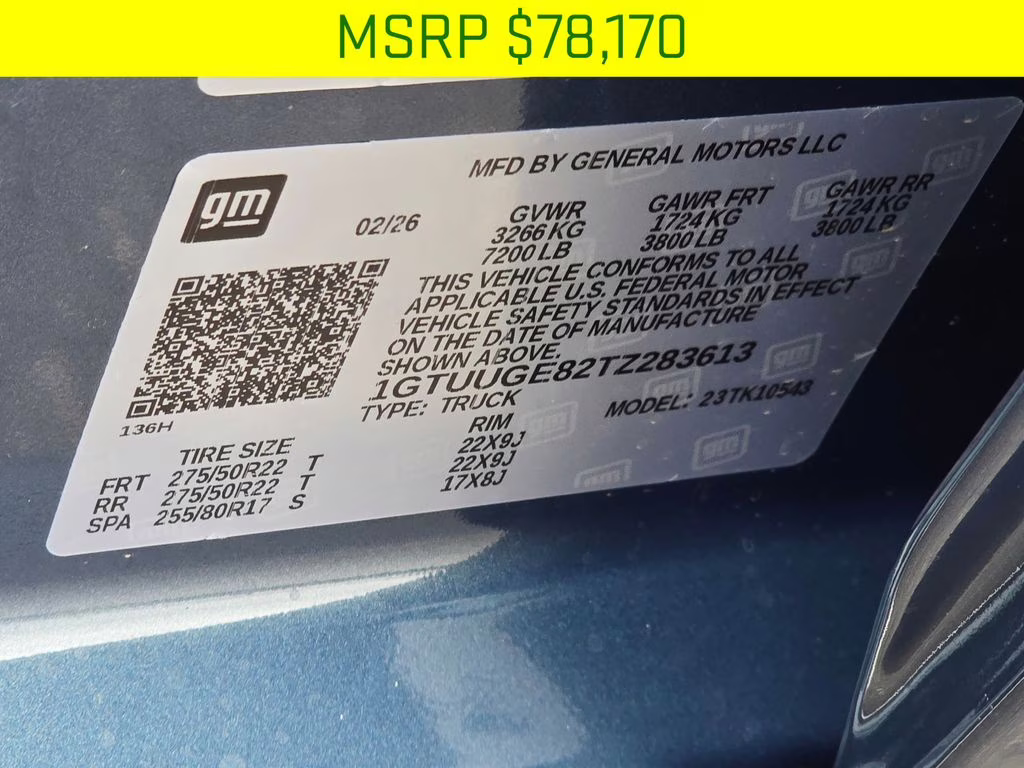 MSRP $78,170
MFD BY GENERAL MOTORS LLC
gm
02/26
GVWR GAWR FRT GAWR RR
3266 KG 1724 KG 1724 KG
7200 LB 3800 LB 3800 LB
THIS VEHICLE CONFORMS TO ALL
APPLICABLE U.S. FEDERAL MOTOR
VEHICLE SAFETY STANDARDS IN EFFECT
ON THE DATE OF MANUFACTURE
SHOWN ABOVE.
1GTUUGE82TZ283613
TYPE: TRUCK MODEL: 23TK10543
136H
TIRE SIZE RIM
FRT 275/50R22 T 22X9J
RR 275/50R22 T 22X9J
SPA 255/80R17 S 17X8J